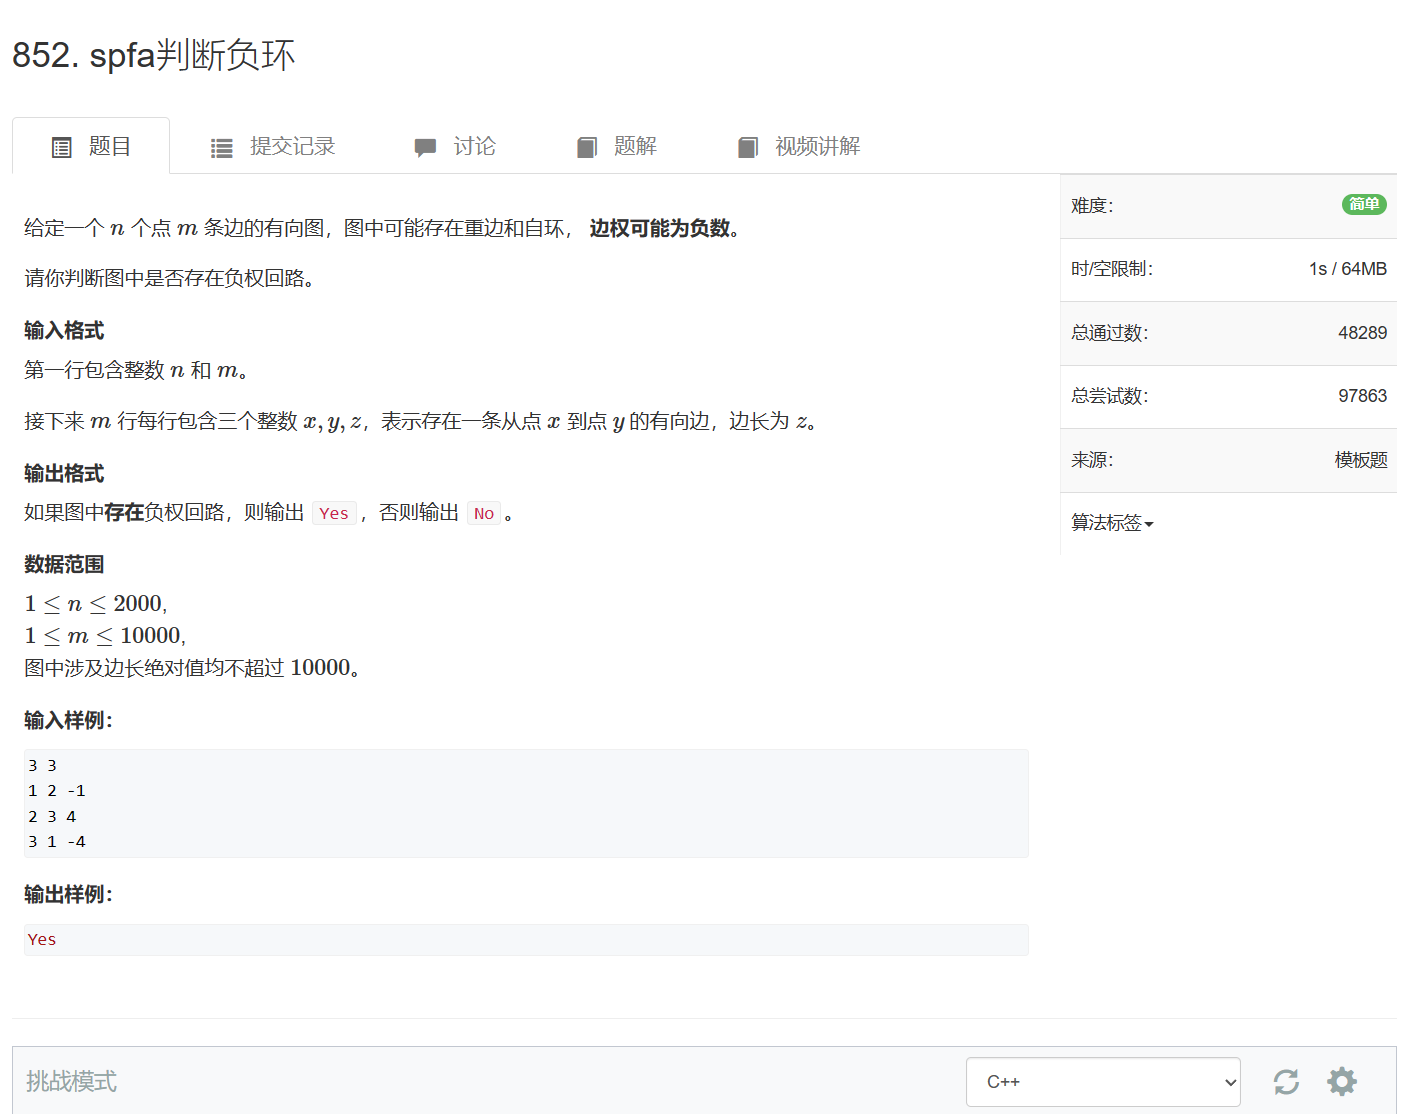 852. spfa判断负环
题目 提交记录 讨论 题解 视频讲解
给定一个 n 个点 m 条边的有向图，图中可能存在重边和自环， 边权可能为负数。
请你判断图中是否存在负权回路。
输入格式
第一行包含整数 n 和 m。
接下来 m 行每行包含三个整数 x, y, z，表示存在一条从点 x 到点 y 的有向边，边长为 z。
输出格式
如果图中存在负权回路，则输出 Yes，否则输出 No。
数据范围
1 ≤ n ≤ 2000,
1 ≤ m ≤ 10000,
图中涉及边长绝对值均不超过 10000。
输入样例：
3 3
1 2 -1
2 3 4
3 1 -4
输出样例：
Yes
难度： 简单
时/空限制： 1s / 64MB
总通过数： 48289
总尝试数： 97863
来源： 模板题
算法标签
挑战模式 C++